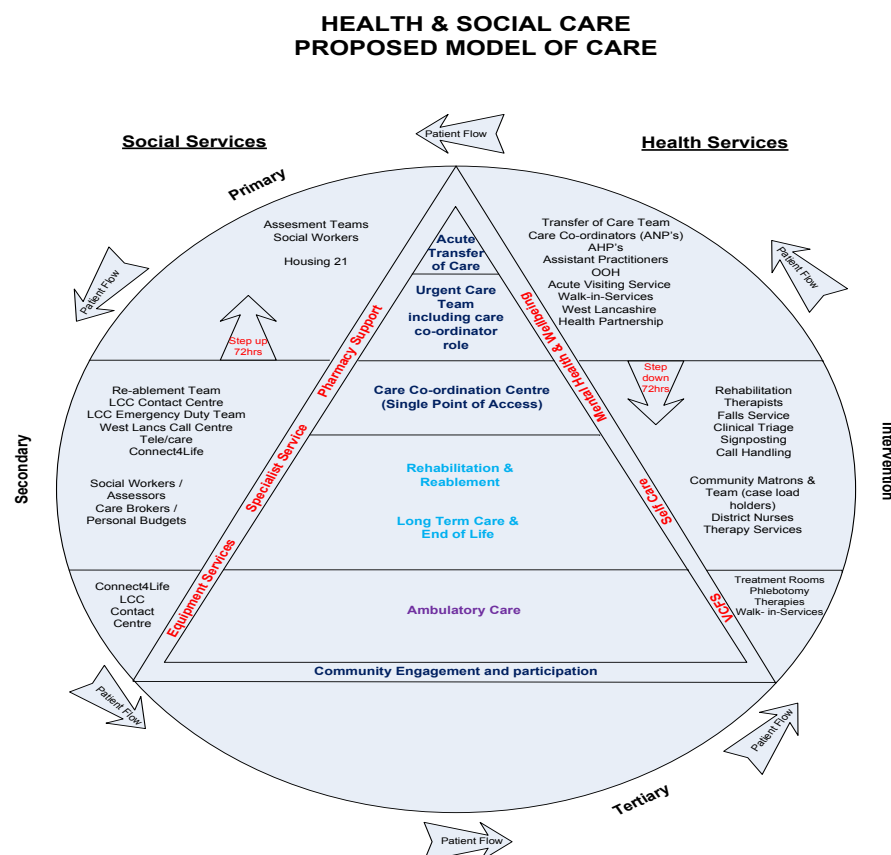 HEALTH & SOCIAL CARE
PROPOSED MODEL OF CARE
Social Services
Patient Flow
Health Services
Primary
Assesment Teams
Social Workers
Housing 21
Acute
Transfer
of Care
Transfer of Care Team
Care Co-ordinators (ANP's)
AHP's
Assistant Practitioners
OOH
Acute Visiting Service
Walk-in-Services
West Lancashire
Health Partnership
Patient Flow
Patient Flow
Step up
72hrs
Urgent Care
Team
including care
co-ordinator
role
Pharmacy Support
Mental Health & Wellbeing
Step
down
72hrs
Re-ablement Team
LCC Contact Centre
LCC Emergency Duty Team
West Lancs Call Centre
Tele/care
Connect4Life
Social Workers /
Assessors
Care Brokers /
Personal Budgets
Care Co-ordination Centre
(Single Point of Access)
Rehabilitation
Therapists
Falls Service
Clinical Triage
Signposting
Call Handling
Community Matrons &
Team (case load
holders)
District Nurses
Therapy Services
Secondary
Specialist Service
Rehabilitation &
Reablement
Long Term Care &
End of Life
Self Care
Intervention
Connect4Life
LCC
Contact
Centre
Equipment Services
Ambulatory Care
VCFS
Treatment Rooms
Phlebotomy
Therapies
Walk- in-Services
Community Engagement and participation
Patient Flow
Patient Flow
Tertiary
Patient Flow